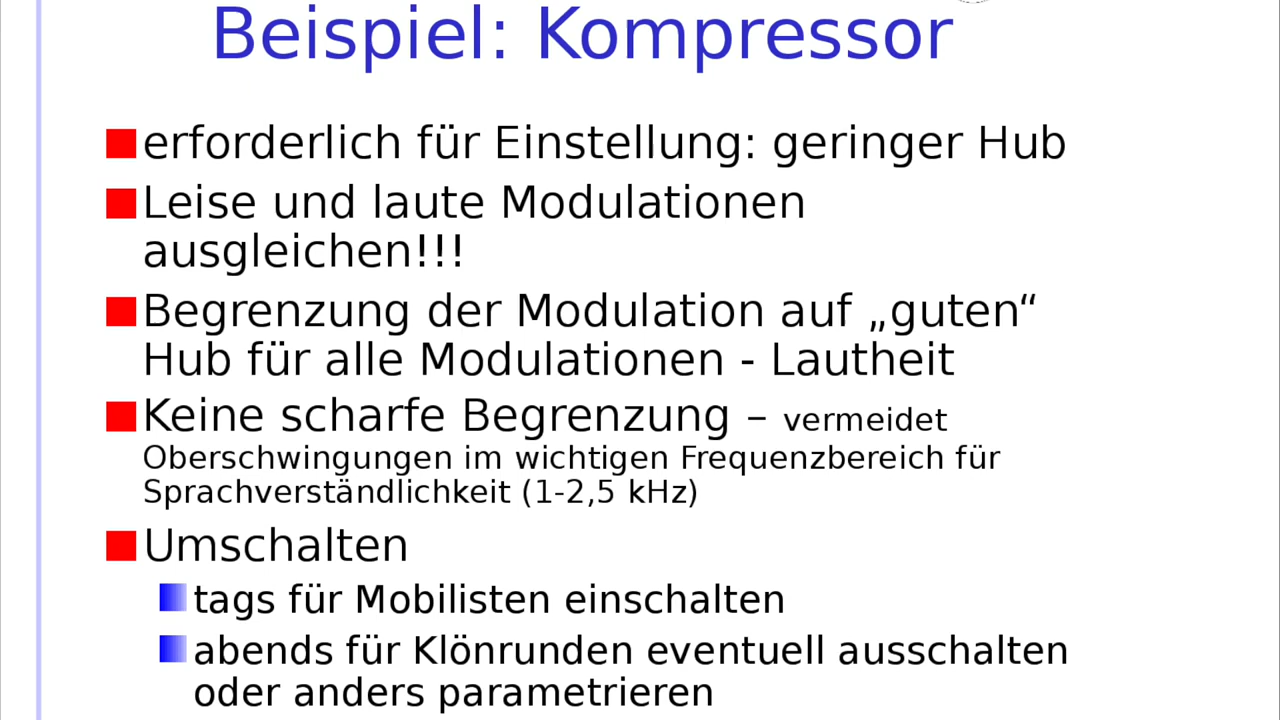 Beispiel: Kompressor
erforderlich für Einstellung: geringer Hub
Leise und laute Modulationen
ausgleichen!!!
Begrenzung der Modulation auf „guten“
Hub für alle Modulationen - Lautheit
Keine scharfe Begrenzung – vermeidet
Oberschwingungen im wichtigen Frequenzbereich für
Sprachverständlichkeit (1-2,5 kHz)
Umschalten
tags für Mobilisten einschalten
abends für Klönrunden eventuell ausschalten
oder anders parametrieren